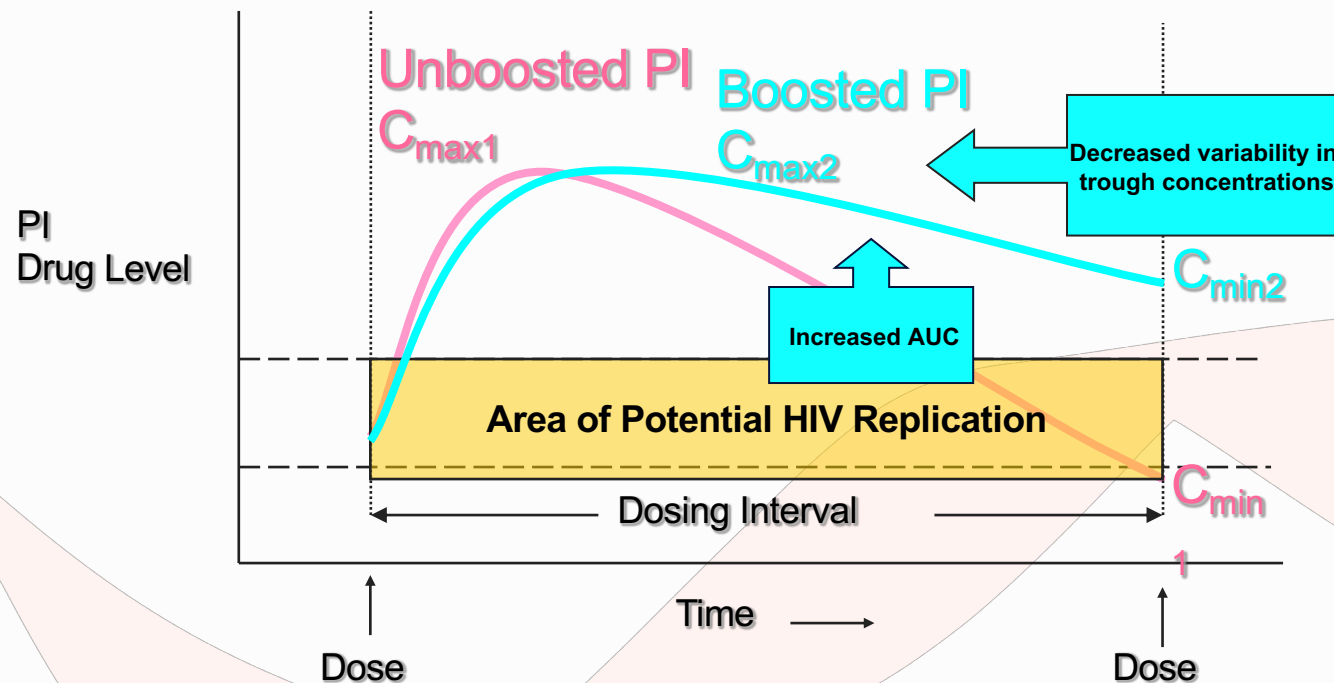 Unboosted PI
Cmax1
Boosted PI
Cmax2
Decreased variability in
trough concentrations
PI
Drug Level
Cmin2
Increased AUC
Area of Potential HIV Replication
Cmin
1
Dosing Interval
Time
Dose
Dose